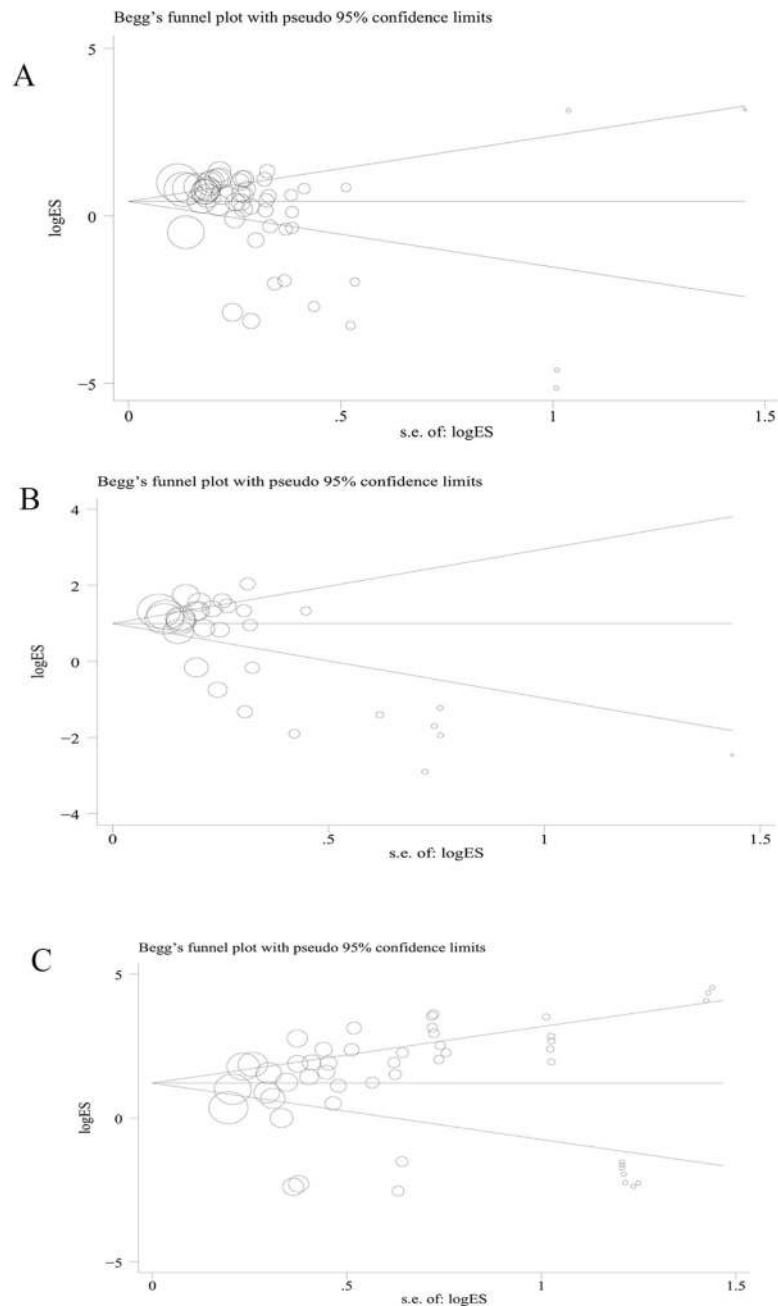 Begg's funnel plot with pseudo 95% confidence limits
A
5
0
−5
logES
0
.5
1
1.5
s.e. of: logES
Begg's funnel plot with pseudo 95% confidence limits
B
4
2
0
−2
−4
logES
0
.5
1
1.5
s.e. of: logES
Begg's funnel plot with pseudo 95% confidence limits
C
5
0
−5
logES
0
.5
1
1.5
s.e. of: logES